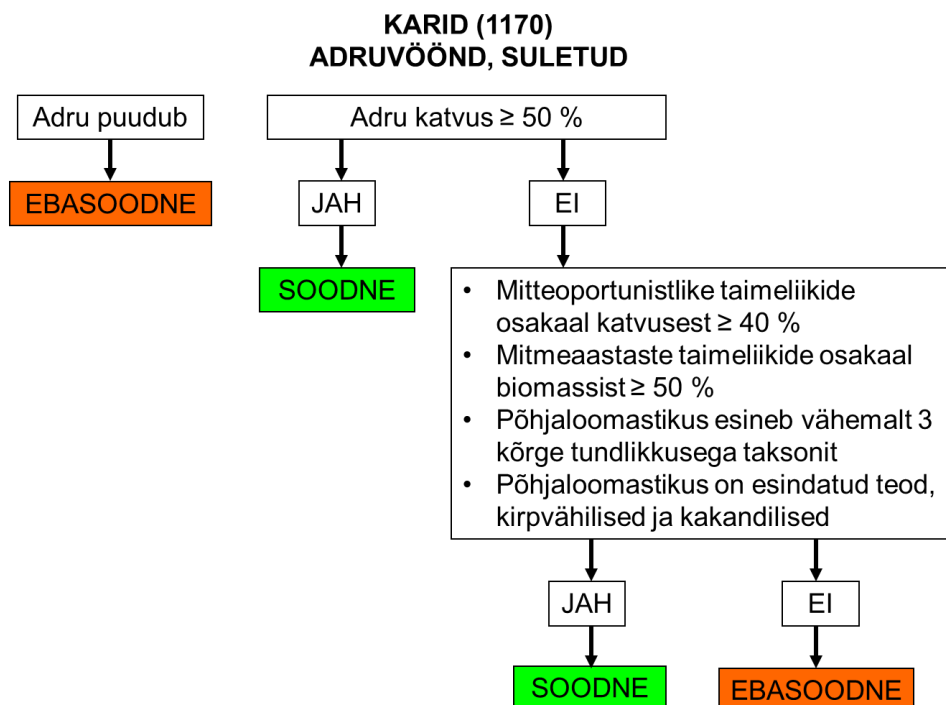 KARID (1170)
ADRUVÖÖND, SULETUD
Adru puudub
Adru katvus ≥ 50 %
EBASOODNE
JAH
EI
SOODNE
• Mitteoportunistlike taimeliikide
osakaal katvusest ≥ 40 %
• Mitmeaastaste taimeliikide osakaal
biomassist ≥ 50 %
• Põhjaloomastikus esineb vähemalt 3
kõrge tundlikkusega taksonit
• Põhjaloomastikus on esindatud teod,
kirpvähilised ja kakandilised
JAH
EI
SOODNE
EBASOODNE